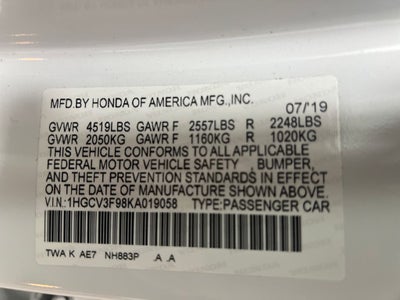 MFD.BY HONDA OF AMERICA MFG.,INC.
07/'19
GVWR 4519LBS GAWR F 2557LBS R 2248LBS
GVWR 2050KG GAWR F 1160KG R 1020KG
THIS VEHICLE CONFORMS TO ALL APPLICABLE
FEDERAL MOTOR VEHICLE SAFETY , BUMPER,
AND THEFT PREVENTION STANDARDS IN EFFECT
ON THE DATE OF MANUFACTURE SHOWN ABOVE.
V.I.N.:1HGCV3F98KA019058 TYPE:PASSENGER CAR
TWA K AE7 NH883P .A .A